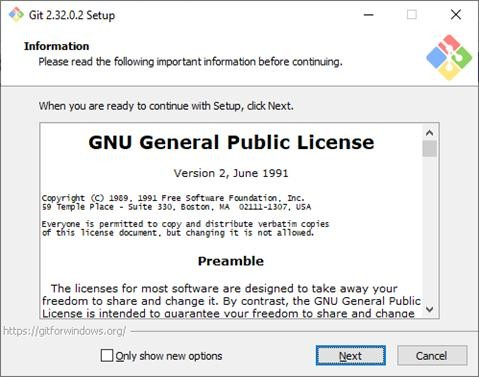 Git 2.32.0.2 Setup
Information
Please read the following important information before continuing.
When you are ready to continue with Setup, click Next.
GNU General Public License
Version 2, June 1991
Copyright (C) 1989, 1991 Free Software Foundation, Inc.
59 Temple Place - Suite 330, Boston, MA  02111-1307, USA
Everyone is permitted to copy and distribute verbatim copies
of this license document, but changing it is not allowed.
Preamble
The licenses for most software are designed to take away your
freedom to share and change it. By contrast, the GNU General Public
License is intended to guarantee your freedom to share and change
https://gitforwindows.org/
Only show new options
Next
Cancel